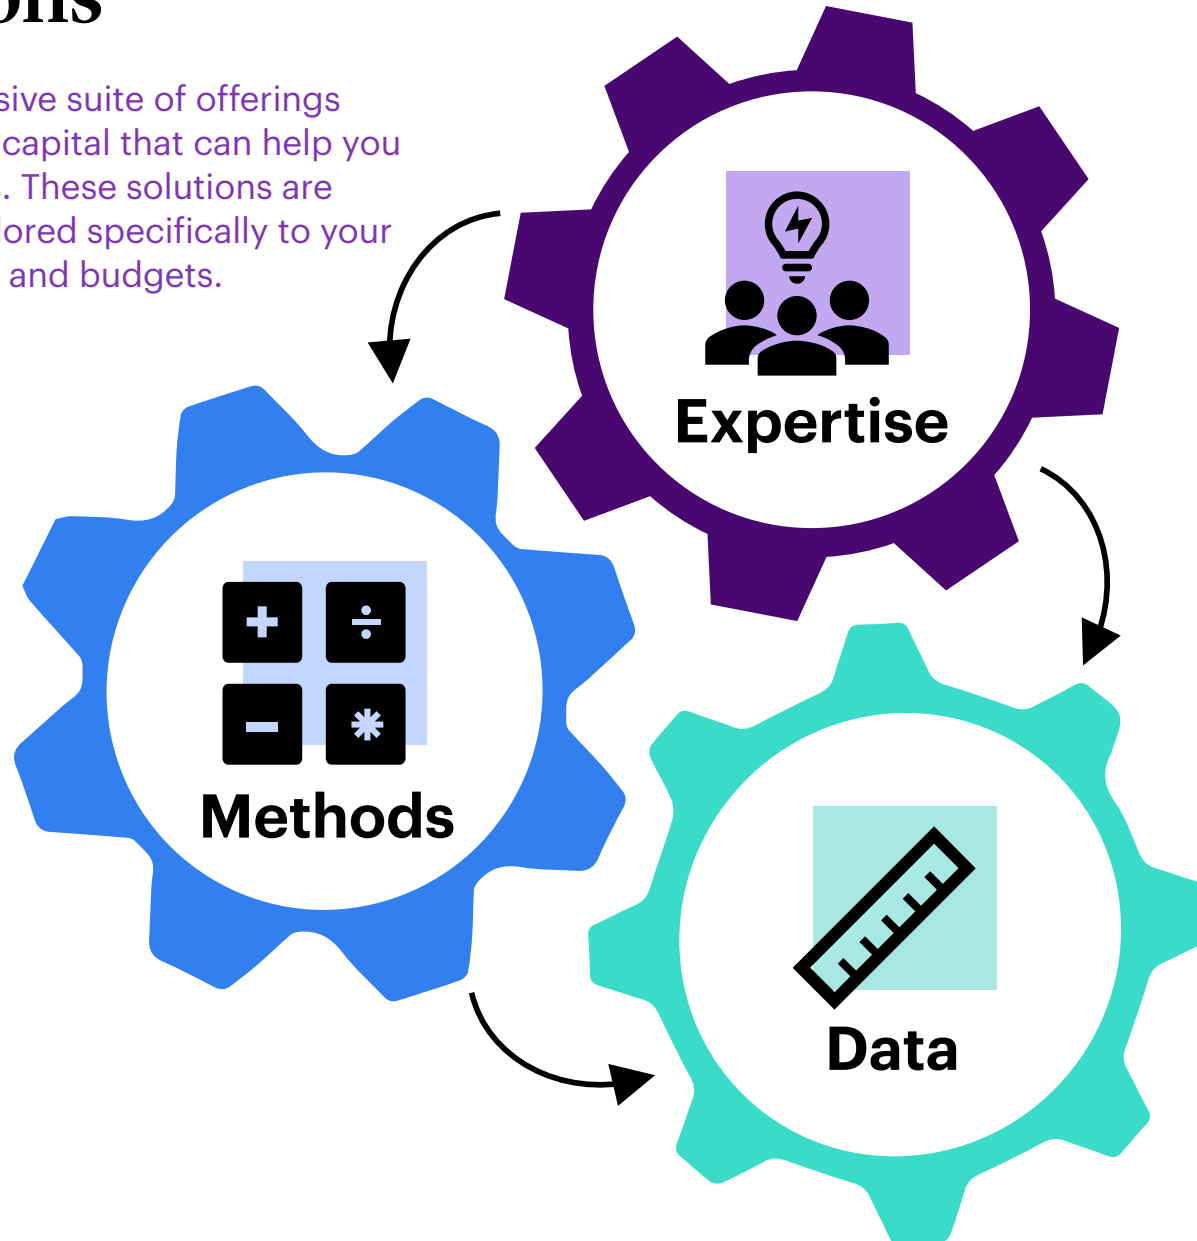 ons
sive suite of offerings
capital that can help you
. These solutions are
lored specifically to your
and budgets.
Expertise
Methods
Data